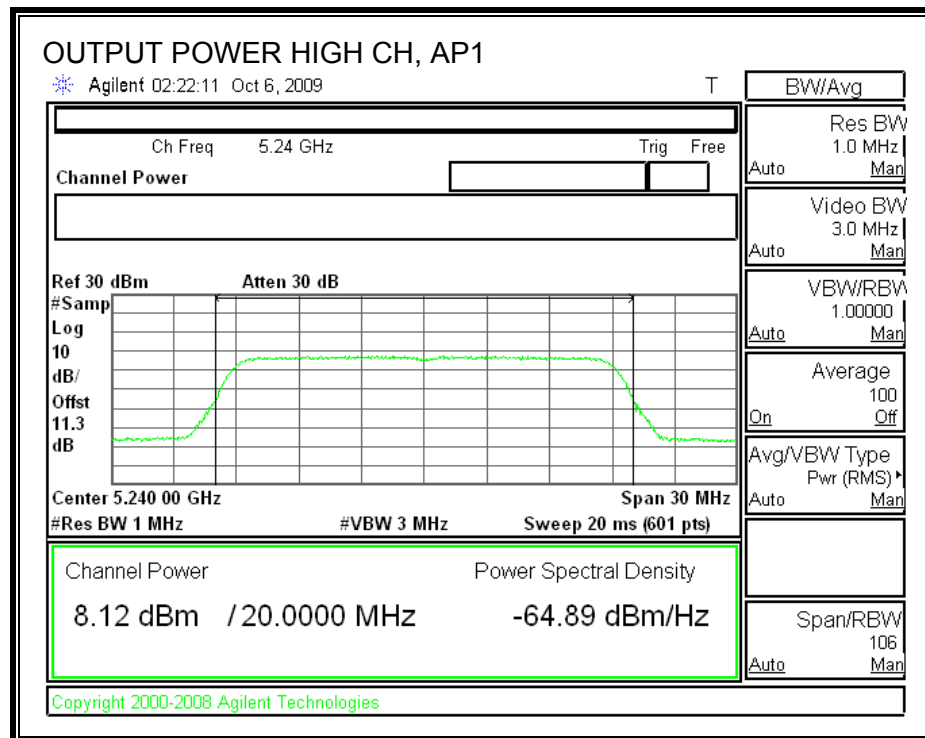 OUTPUT POWER HIGH CH, AP1
Agilent 02:22:11 Oct 6, 2009 T
BW/Avg
Ch Freq 5.24 GHz Trig Free
Channel Power
Res BW
1.0 MHz
Auto Man
Video BW
3.0 MHz
Auto Man
VBW/RBW
1.00000
Auto Man
Average
100
On Off
Avg/VBW Type
Pwr (RMS)
Auto Man
Span/RBW
106
Auto Man
Ref 30 dBm Atten 30 dB
#Samp
Log
10
dB/
Offst
11.3
dB
Center 5.240 00 GHz Span 30 MHz
#Res BW 1 MHz #VBW 3 MHz Sweep 20 ms (601 pts)
Channel Power Power Spectral Density
8.12 dBm / 20.0000 MHz -64.89 dBm/Hz
Copyright 2000-2008 Agilent Technologies